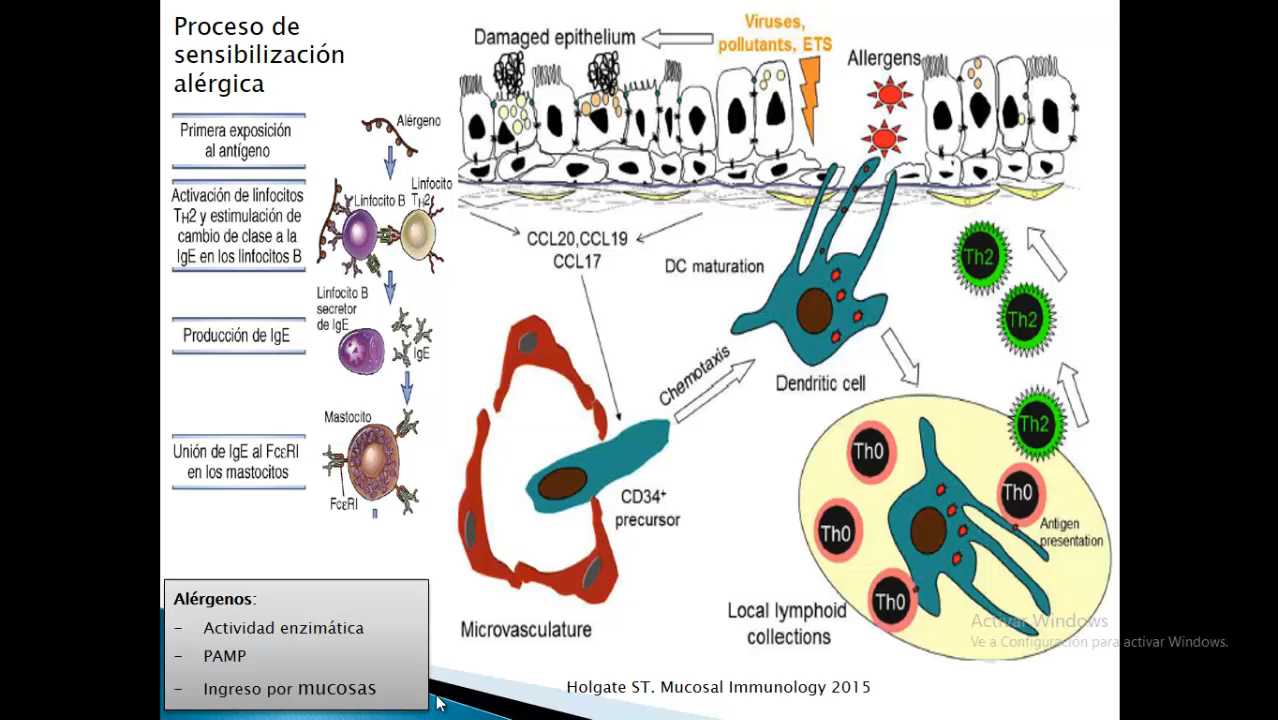 Proceso de
sensibilización
alérgica
Primera exposición
al antígeno
Activación de linfocitos
TH2 y estimulación de
cambio de clase a la
IgE en los linfocitos B
Producción de IgE
Unión de IgE al FcεRI
en los mastocitos
Alérgeno
Linfocito B
Linfocito
TH2
Linfocito B
secretor
de IgE
IgE
Mastocito
FcεRI
Alérgenos:
- Actividad enzimática
- PAMP
- Ingreso por mucosas
Damaged epithelium
Viruses,
pollutants, ETS
Allergens
CCL20,CCL19
CCL17
DC maturation
Chemotaxis
Dendritic cell
CD34+
precursor
Microvasculature
Th2
Th2
Th2
Th0
Th0
Th0
Th0
Antigen
presentation
Local lymphoid
collections
Holgate ST. Mucosal Immunology 2015
Activar Windows
Ve a Configuración para activar Windows.